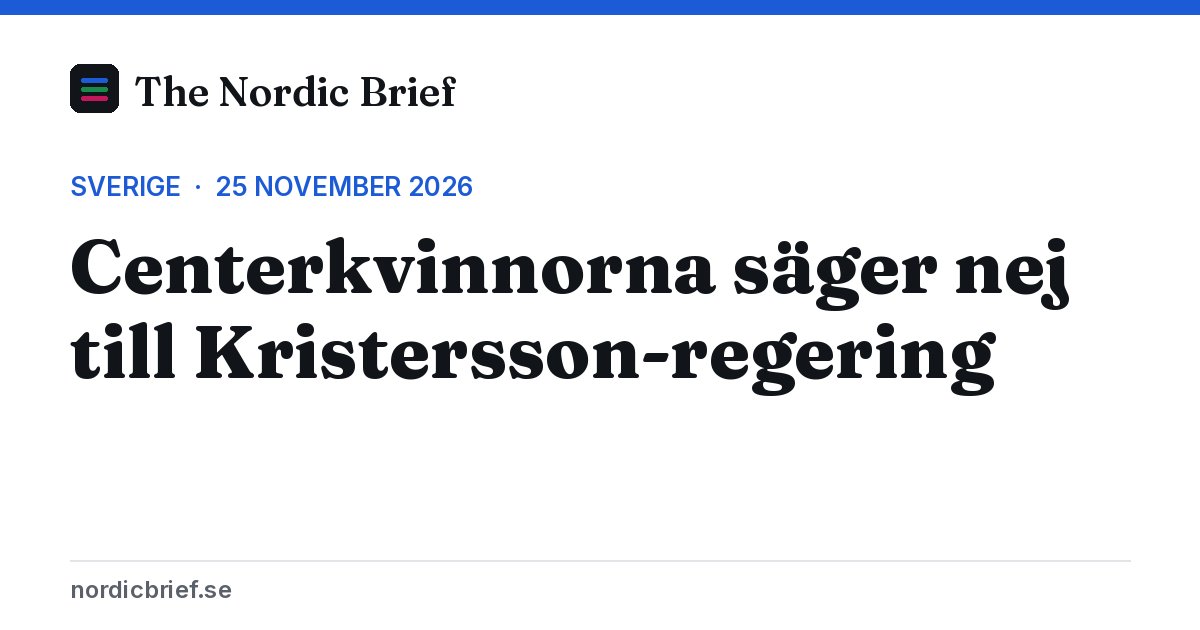 The Nordic Brief
SVERIGE · 25 NOVEMBER 2026
Centerkvinnorna säger nej
till Kristersson-regering
nordicbrief.se